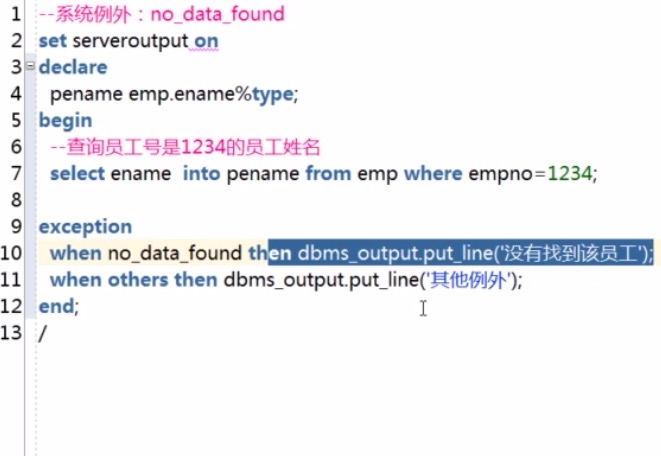 1 --系统例外：no_data_found
2 set serveroutput on
3 declare
4 pename emp.ename%type;
5 begin
6 --查询员工号是1234的员工姓名
7 select ename  into pename from emp where empno=1234;
8
9 exception
10 when no_data_found then dbms_output.put_line('没有找到该员工');
11 when others then dbms_output.put_line('其他例外');
12 end;
13 /